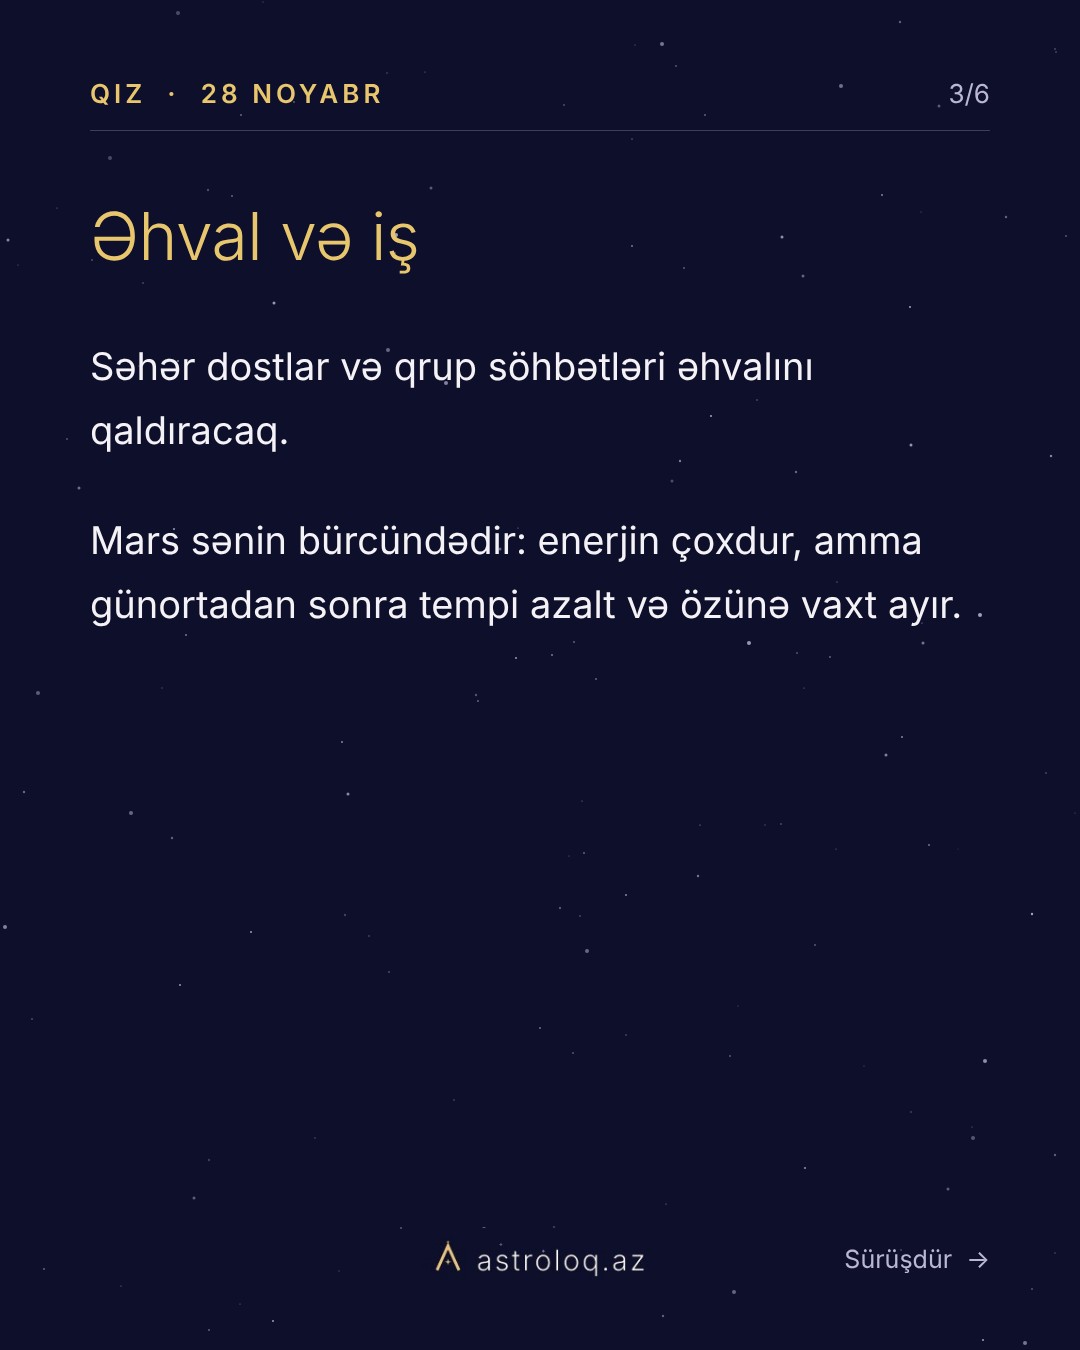 QIZ · 28 NOYABR
3/6
Əhval və iş
Səhər dostlar və qrup söhbətləri əhvalını
qaldıracaq.
Mars sənin bürcündədir: enerjin çoxdur, amma
günortadan sonra tempi azalt və özünə vaxt ayır.
astroloq.az
Sürüşdür →